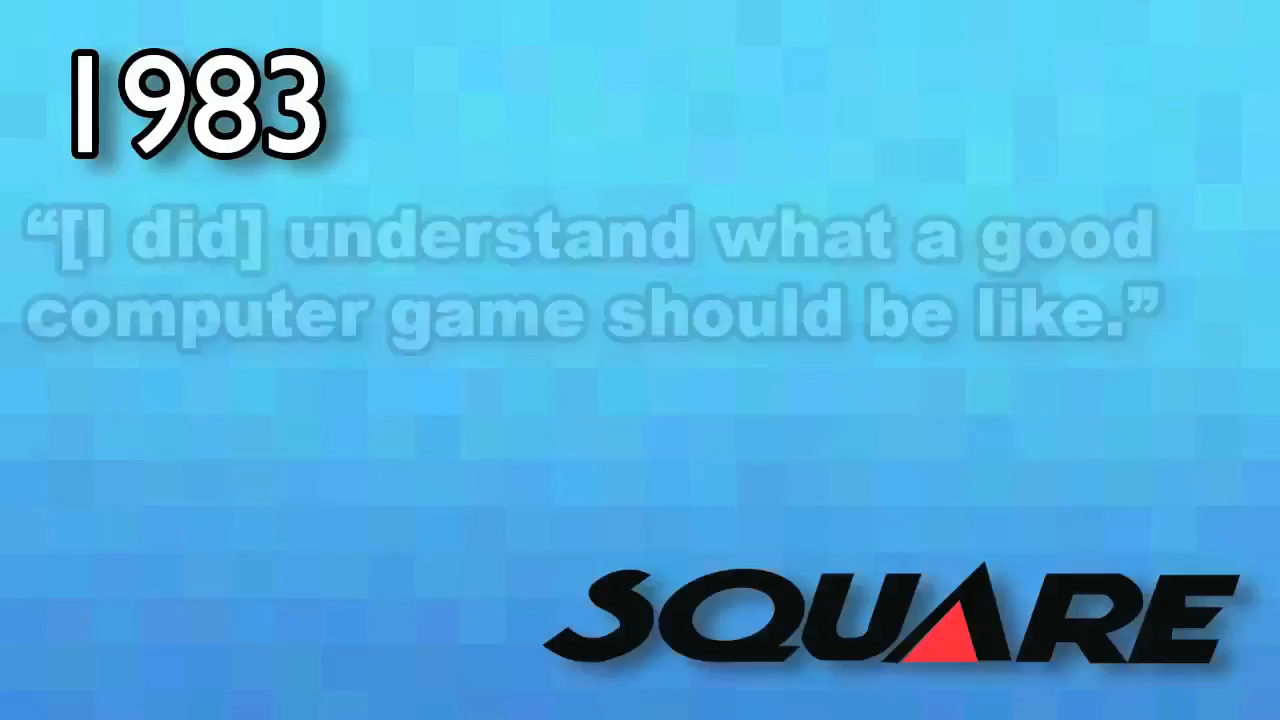 1983
“[I did] understand what a good
computer game should be like.”
SQUARE